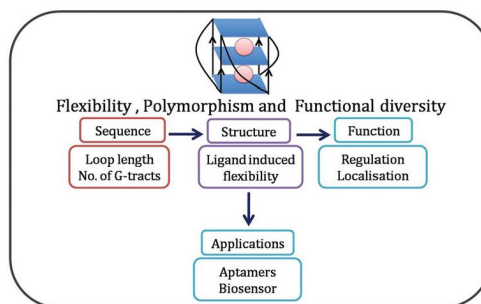 Flexibility , Polymorphism and Functional diversity
Sequence
Loop length
No. of G-tracts
Structure
Ligand induced
flexibility
Function
Regulation
Localisation
Applications
Aptamers
Biosensor